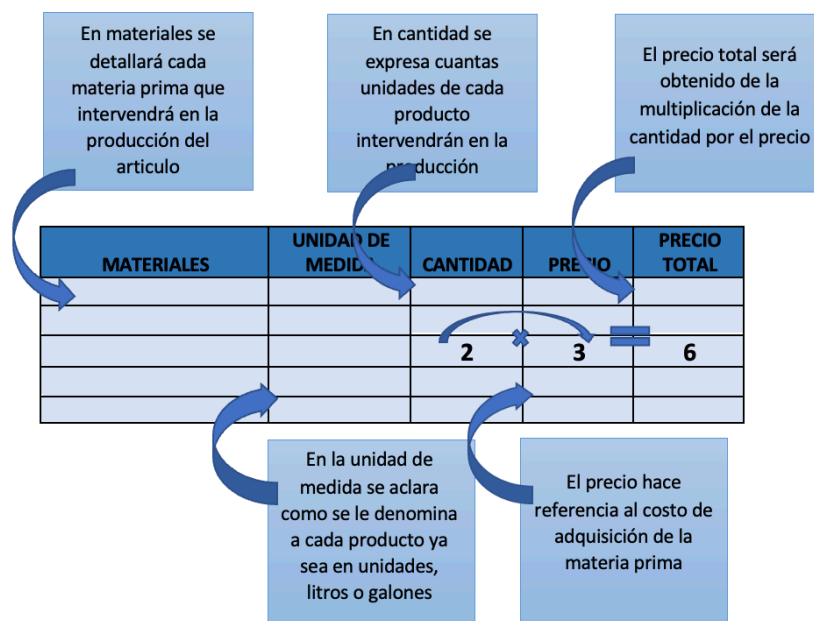 En materiales se
detallará cada
materia prima que
intervendrá en la
producción del
articulo
En cantidad se
expresa cuantas
unidades de cada
producto
intervendrán en la
producción
El precio total será
obtenido de la
multiplicación de la
cantidad por el precio
MATERIALES
UNIDAD DE
MEDIDA
CANTIDAD
PRECIO
PRECIO
TOTAL
2
3
6
En la unidad de
medida se aclara
como se le denomina
a cada producto ya
sea en unidades,
litros o galones
El precio hace
referencia al costo de
adquisición de la
materia prima